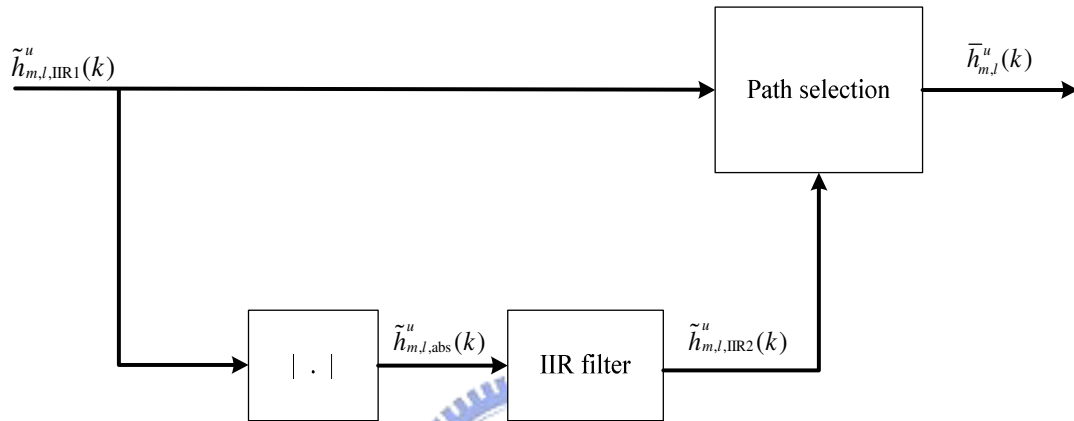 h̃ᵘₘ,ₗ,IIR1(k)
h̄ᵘₘ,ₗ(k)
Path selection
| . |
h̃ᵘₘ,ₗ,abs(k)
IIR filter
h̃ᵘₘ,ₗ,IIR2(k)